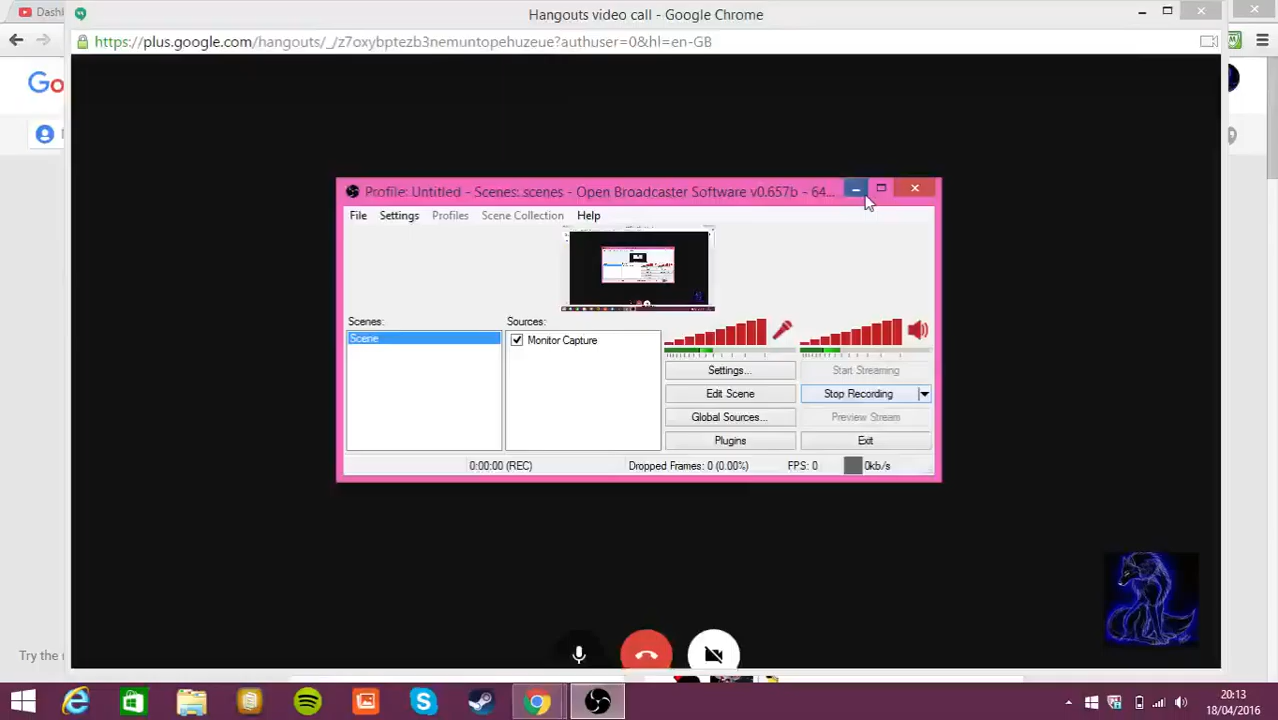 Dashb
Hangouts video call - Google Chrome
https://plus.google.com/hangouts/_/z7oxybptezb3nemuntopehuzeue?authuser=0&hl=en-GB
Go
Profile: Untitled - Scenes: scenes - Open Broadcaster Software v0.657b - 64...
File Settings Profiles Scene Collection Help
Scenes: Sources:
Scene
Monitor Capture
Settings... Start Streaming
Edit Scene Stop Recording
Global Sources... Preview Stream
Plugins Exit
0:00:00 (REC) Dropped Frames: 0 (0.00%) FPS: 0 0kb/s
Try the
20:13
18/04/2016